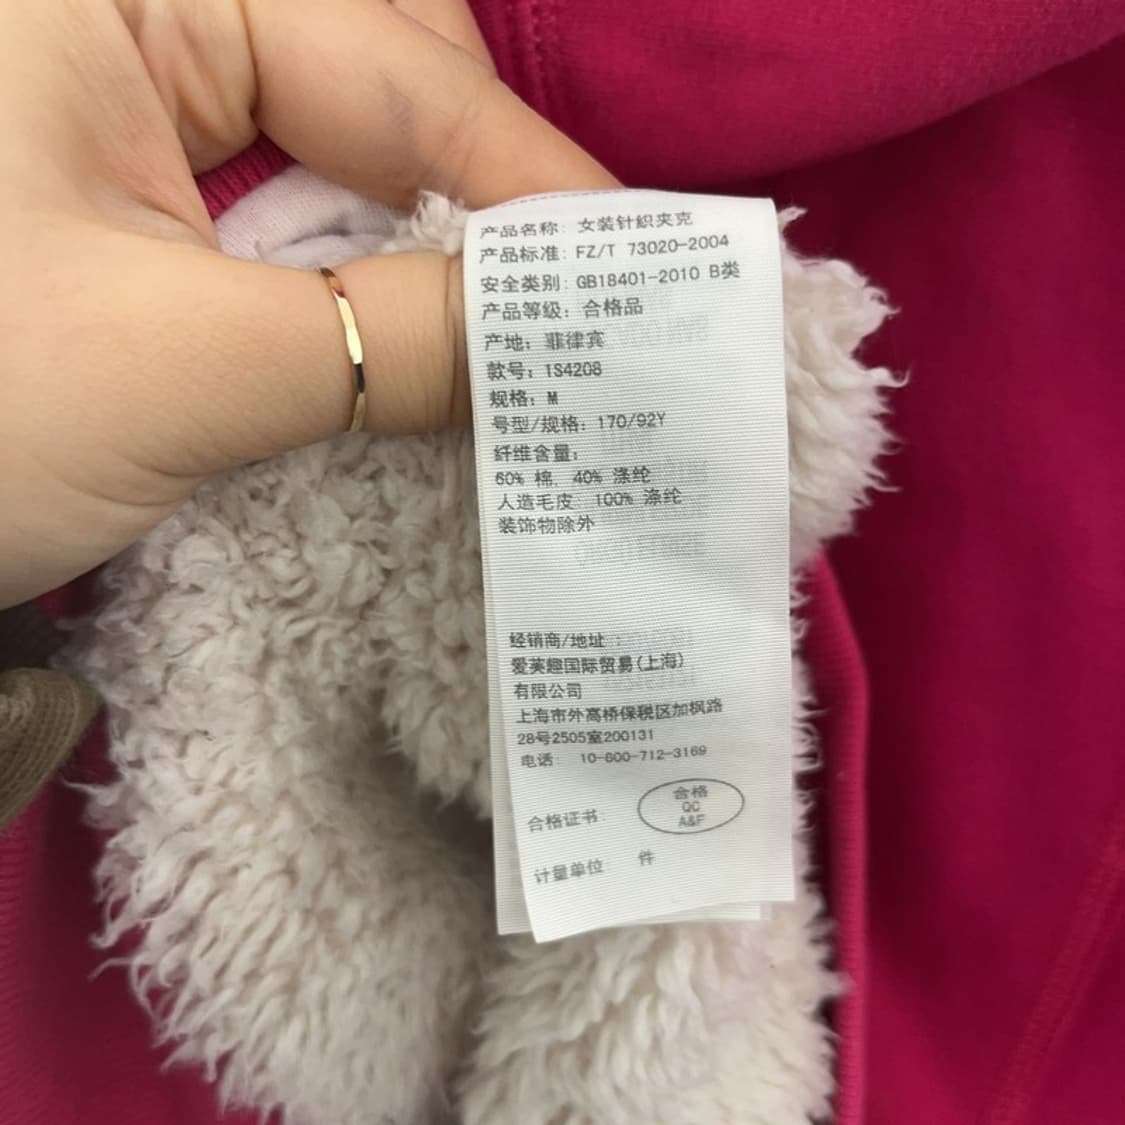 产品名称: 女装针織夹克
产品标准: FZ/T 73020-2004
安全类别: GB18401-2010 B类
产品等级: 合格品
产地: 菲律宾
款号: 1S4208
规格: M
号型/规格: 170/92Y
纤维含量:
60% 棉, 40% 涤纶
人造毛皮: 100% 涤纶
装饰物除外
经销商/地址 :
爱芙趣国际贸易(上海)
有限公司
上海市外高桥保税区加枫路
28号2505室200131
电话: 10-800-712-3169
合格证书:
合格
QC
A&F
计量单位 件